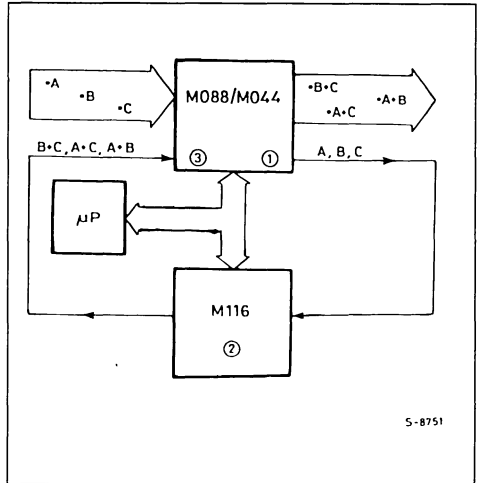 •A
•B
•C
M088/M044
•B+C
•A+C
•A+B
B+C, A+C, A+B
③
①
A, B, C
μP
M116
②
S-8751